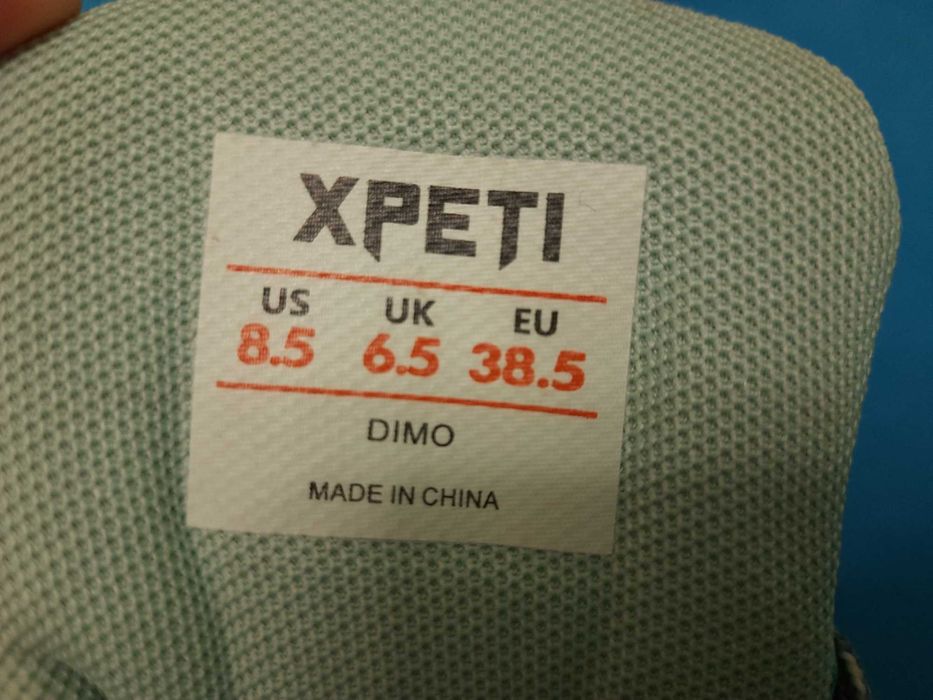 XPETI
US UK EU
8.5 6.5 38.5
DIMO
MADE IN CHINA